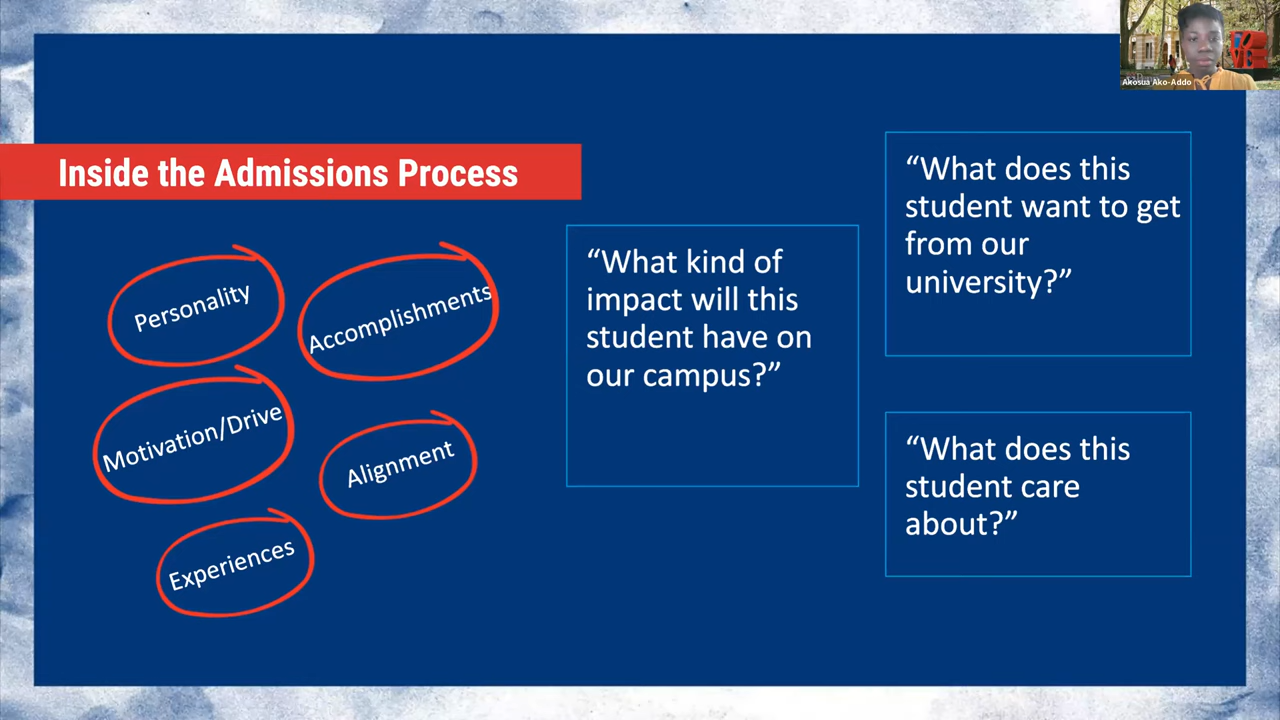 Inside the Admissions Process
Personality
Accomplishments
Motivation/Drive
Alignment
Experiences
“What kind of
impact will this
student have on
our campus?”
“What does this
student want to get
from our
university?”
“What does this
student care
about?”
Akosua Ako-Addo
LOVE